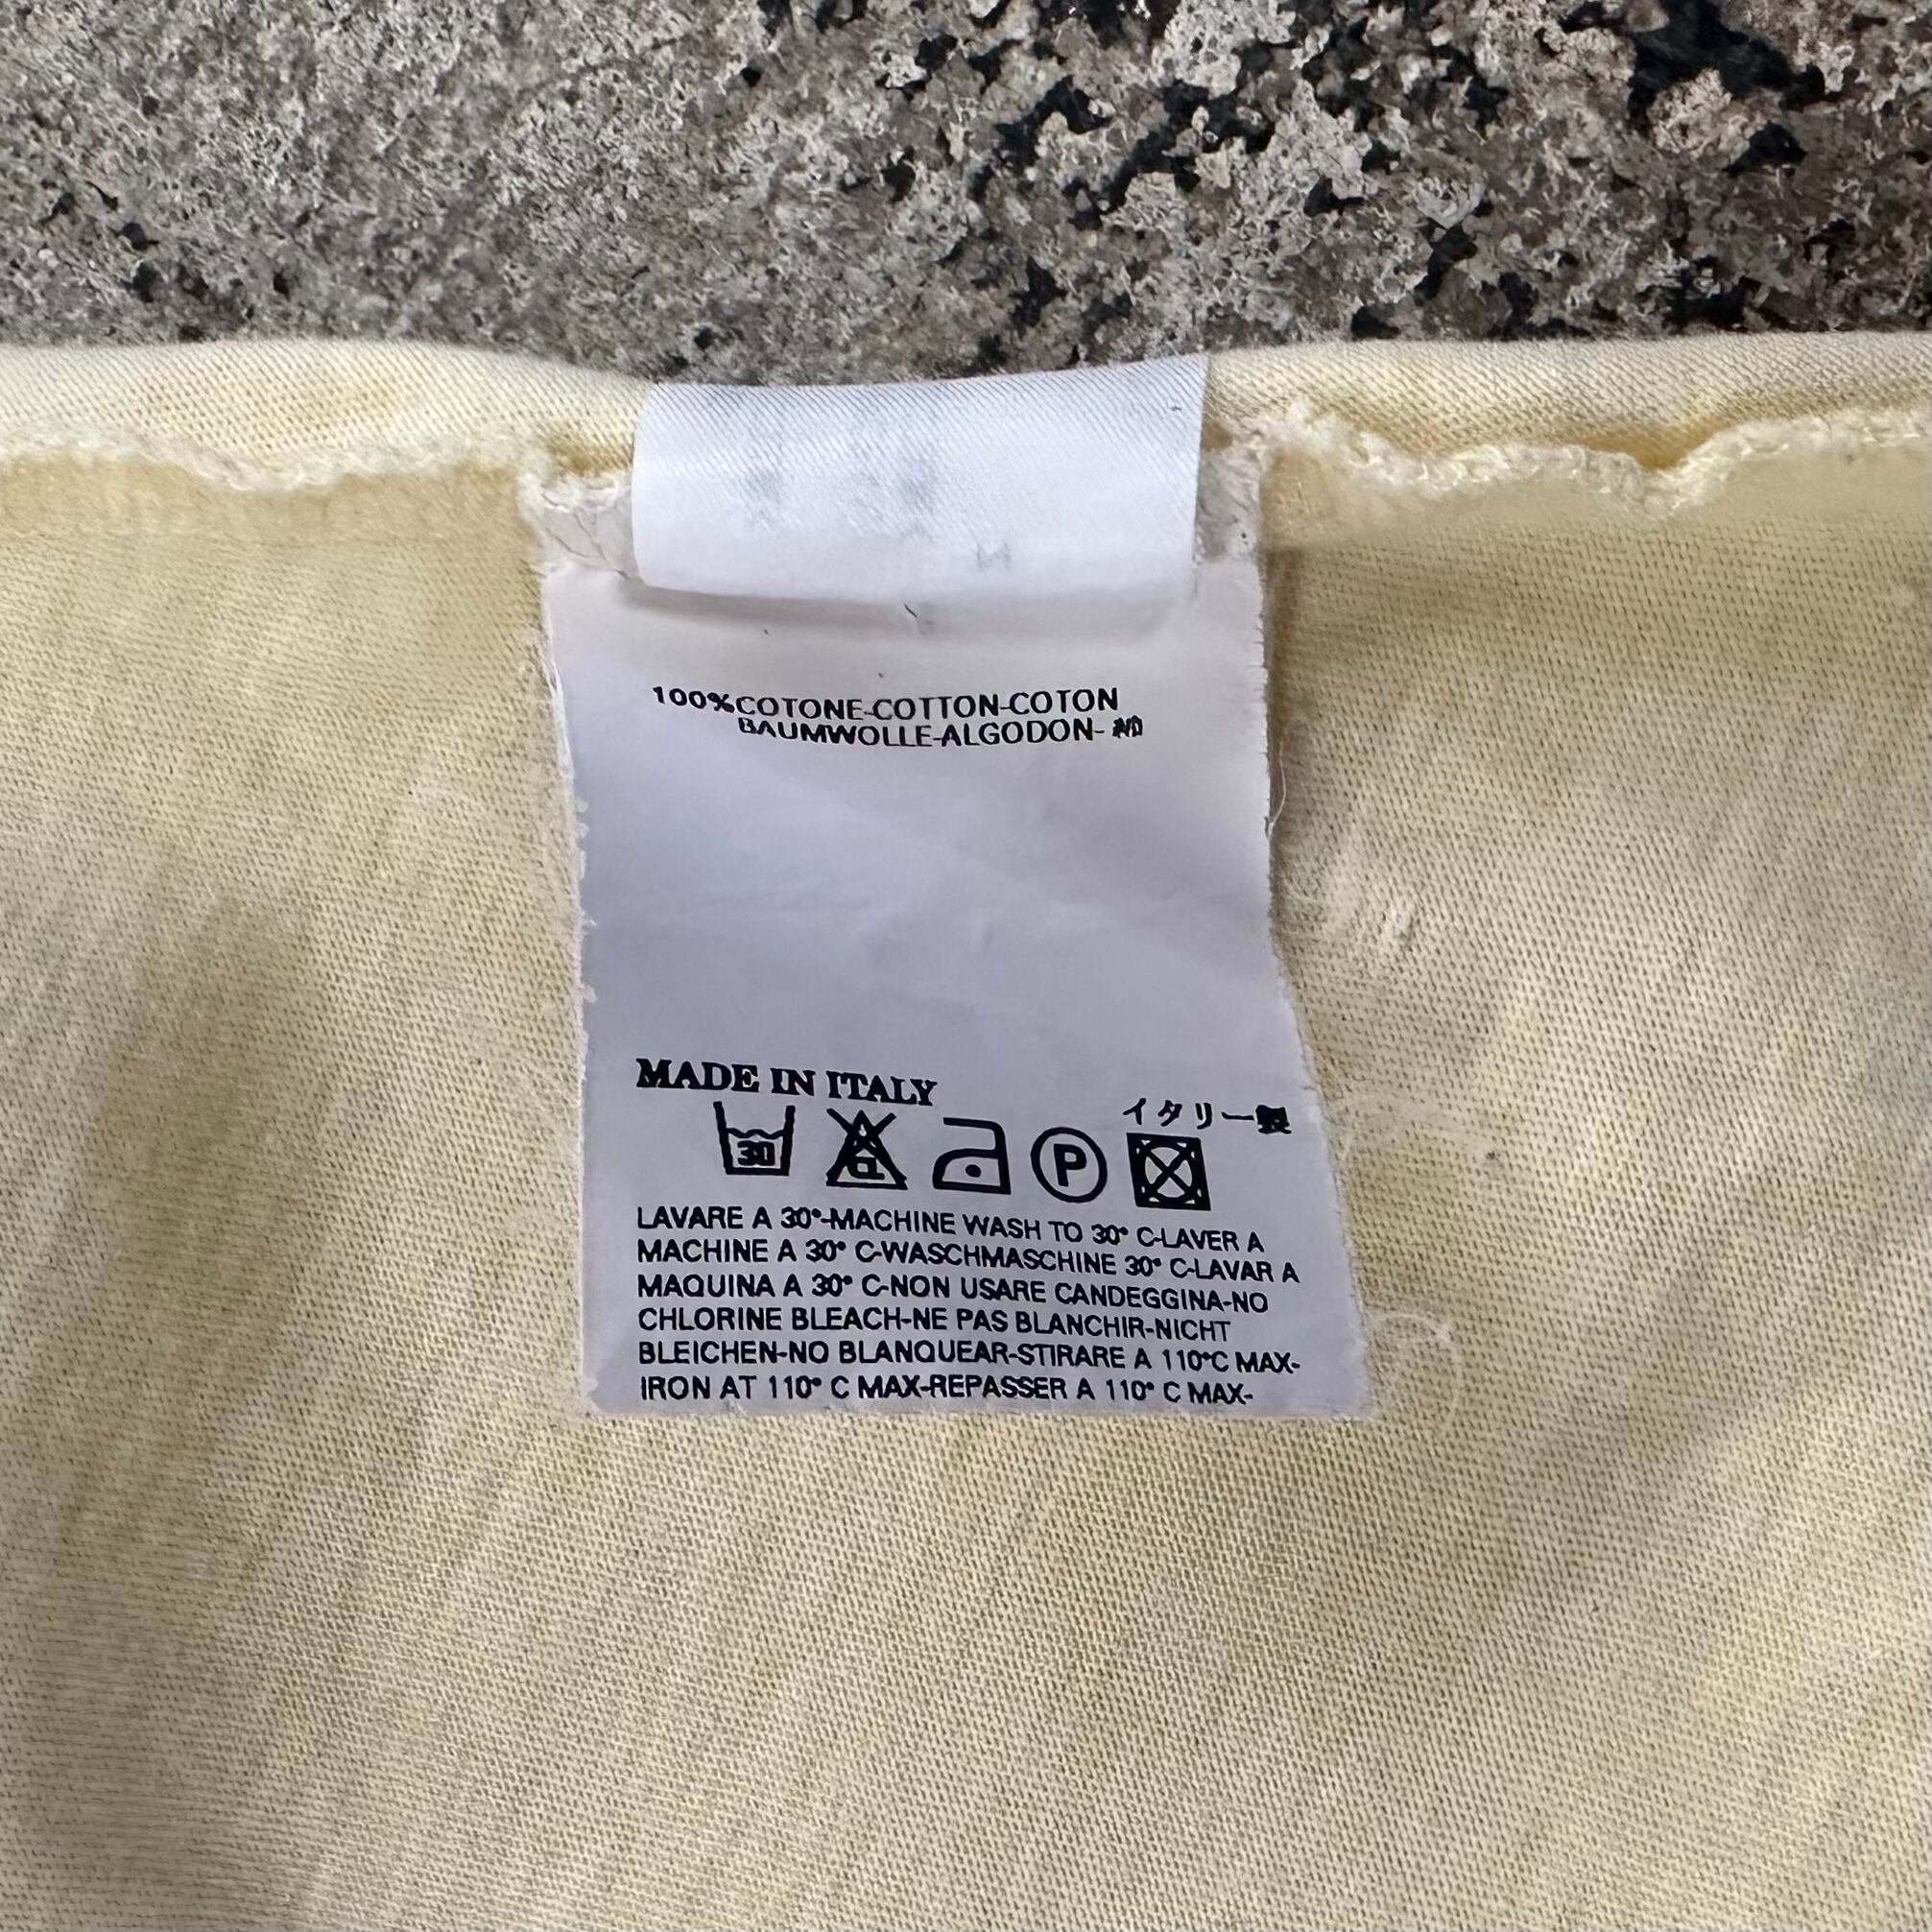 100%COTONE-COTTON-COTON
BAUMWOLLE-ALGODON-
MADE IN ITALY
イタリー製
30
CL
P
LAVARE A 30°-MACHINE WASH TO 30° C-LAVER A
MACHINE A 30° C-WASCHMASCHINE 30° C-LAVAR A
MAQUINA A 30° C-NON USARE CANDEGGINA-NO
CHLORINE BLEACH-NE PAS BLANCHIR-NICHT
BLEICHEN-NO BLANQUEAR-STIRARE A 110°C MAX-
IRON AT 110° C MAX-REPASSER A 110° C MAX-